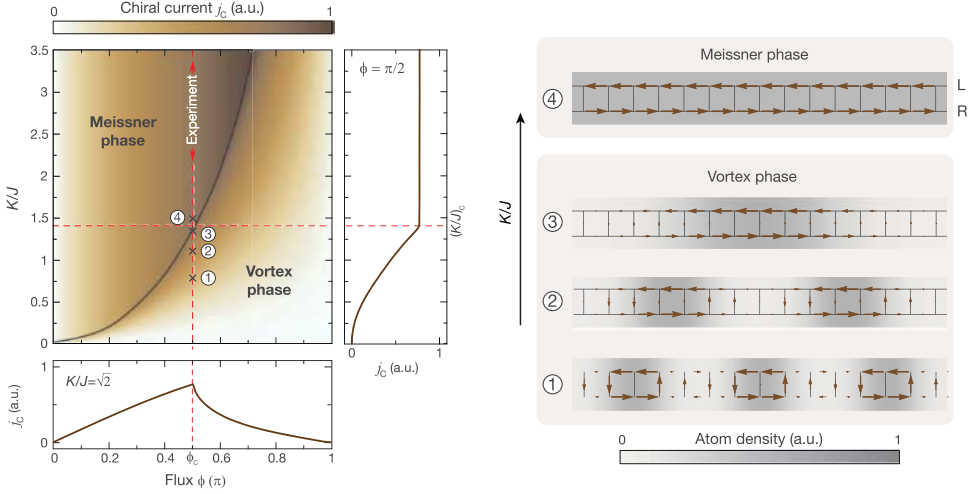 Chiral current j_C (a.u.)
0 1
3.5
3
2.5
2
1.5
1
0.5
0
K/J
Meissner
phase
Experiment
Vortex
phase
4
3
2
1
ϕ = π/2
(K/J)_C
0 1
j_C (a.u.)
1
0
j_C (a.u.)
K/J=√2
0 0.2 0.4 ϕ_C 0.6 0.8 1
Flux ϕ (π)
K/J
Meissner phase
4
L
R
Vortex phase
3
2
1
Atom density (a.u.)
0 1